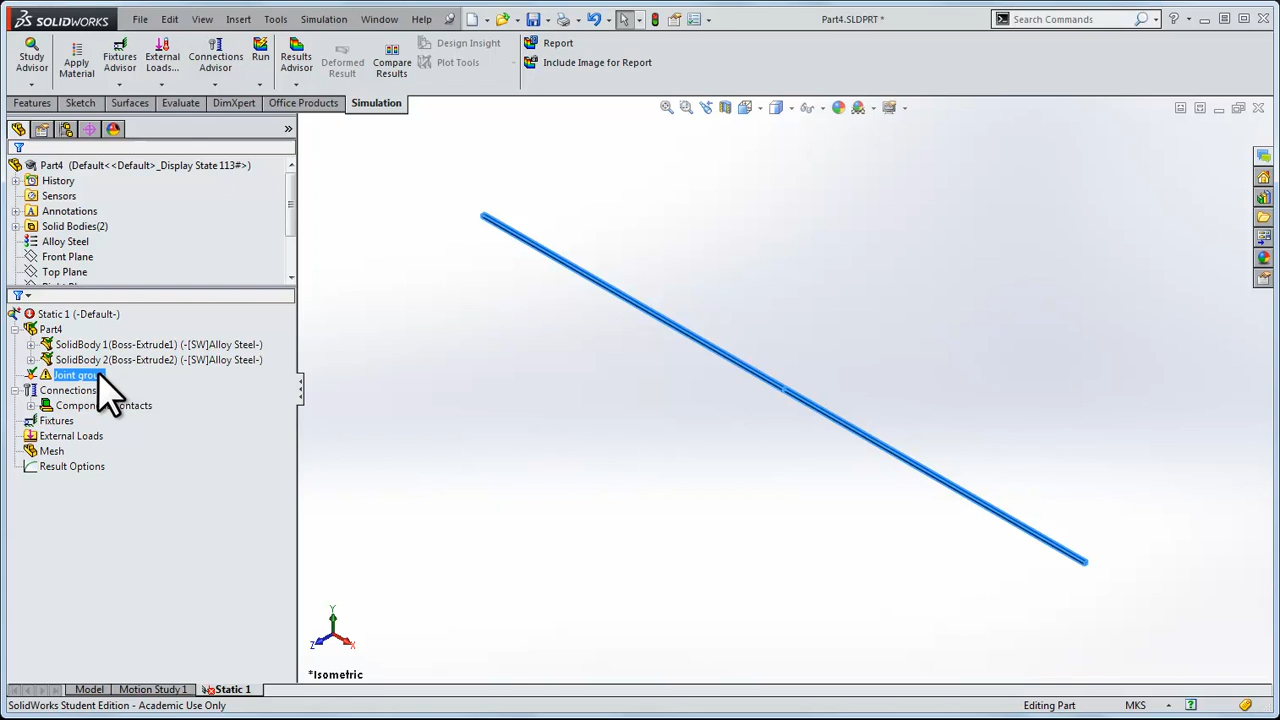 SOLIDWORKS File Edit View Insert Tools Simulation Window Help Part4.SLDPRT * Search Commands
Study Advisor
Apply Material
Fixtures Advisor
External Loads...
Connections Advisor
Run
Results Advisor
Deformed Result
Compare Results
Design Insight
Plot Tools
Report
Include Image for Report
Features Sketch Surfaces Evaluate DimXpert Office Products Simulation
Part4 (Default<<Default>_Display State 113#>)
History
Sensors
Annotations
Solid Bodies(2)
Alloy Steel
Front Plane
Top Plane
Static 1 (-Default-)
Part4
SolidBody 1(Boss-Extrude1) (-[SW]Alloy Steel-)
SolidBody 2(Boss-Extrude2) (-[SW]Alloy Steel-)
Joint grou
Connections
Compon ontacts
Fixtures
External Loads
Mesh
Result Options
Y
Z X
*Isometric
Model Motion Study 1 Static 1
SolidWorks Student Edition - Academic Use Only Editing Part MKS